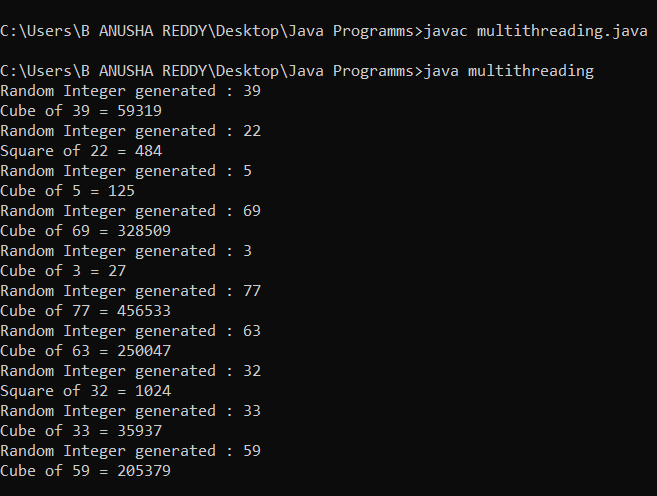 C:\Users\B ANUSHA REDDY\Desktop\Java Programms>javac multithreading.java
C:\Users\B ANUSHA REDDY\Desktop\Java Programms>java multithreading
Random Integer generated : 39
Cube of 39 = 59319
Random Integer generated : 22
Square of 22 = 484
Random Integer generated : 5
Cube of 5 = 125
Random Integer generated : 69
Cube of 69 = 328509
Random Integer generated : 3
Cube of 3 = 27
Random Integer generated : 77
Cube of 77 = 456533
Random Integer generated : 63
Cube of 63 = 250047
Random Integer generated : 32
Square of 32 = 1024
Random Integer generated : 33
Cube of 33 = 35937
Random Integer generated : 59
Cube of 59 = 205379